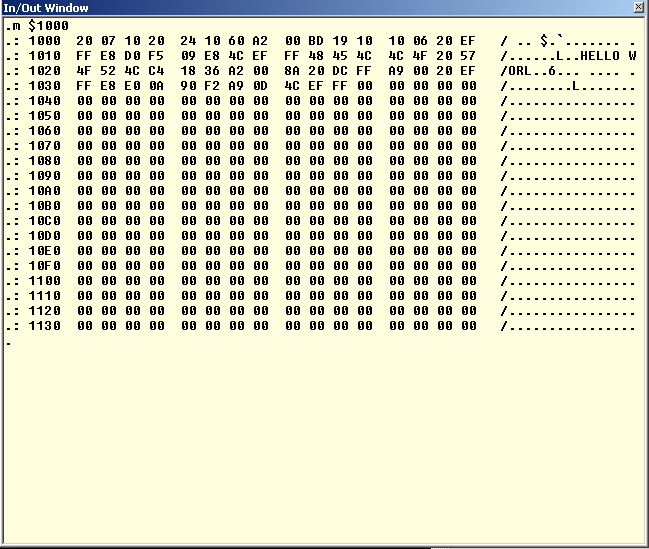 In/Out Window
.m $1000
.: 1000  20 07 10 20  24 10 60 A2  00 BD 19 10  10 06 20 EF  / .. $.`....... .
.: 1010  FF E8 D0 F5  09 E8 4C EF  FF 48 45 4C  4C 4F 20 57  /......L..HELLO W
.: 1020  4F 52 4C C4  18 36 A2 00  8A 20 DC FF  A9 00 20 EF  /ORL..6... .... .
.: 1030  FF E8 E0 0A  90 F2 A9 0D  4C EF FF 00  00 00 00 00  /........L.......
.: 1040  00 00 00 00  00 00 00 00  00 00 00 00  00 00 00 00  /................
.: 1050  00 00 00 00  00 00 00 00  00 00 00 00  00 00 00 00  /................
.: 1060  00 00 00 00  00 00 00 00  00 00 00 00  00 00 00 00  /................
.: 1070  00 00 00 00  00 00 00 00  00 00 00 00  00 00 00 00  /................
.: 1080  00 00 00 00  00 00 00 00  00 00 00 00  00 00 00 00  /................
.: 1090  00 00 00 00  00 00 00 00  00 00 00 00  00 00 00 00  /................
.: 10A0  00 00 00 00  00 00 00 00  00 00 00 00  00 00 00 00  /................
.: 10B0  00 00 00 00  00 00 00 00  00 00 00 00  00 00 00 00  /................
.: 10C0  00 00 00 00  00 00 00 00  00 00 00 00  00 00 00 00  /................
.: 10D0  00 00 00 00  00 00 00 00  00 00 00 00  00 00 00 00  /................
.: 10E0  00 00 00 00  00 00 00 00  00 00 00 00  00 00 00 00  /................
.: 10F0  00 00 00 00  00 00 00 00  00 00 00 00  00 00 00 00  /................
.: 1100  00 00 00 00  00 00 00 00  00 00 00 00  00 00 00 00  /................
.: 1110  00 00 00 00  00 00 00 00  00 00 00 00  00 00 00 00  /................
.: 1120  00 00 00 00  00 00 00 00  00 00 00 00  00 00 00 00  /................
.: 1130  00 00 00 00  00 00 00 00  00 00 00 00  00 00 00 00  /................
.